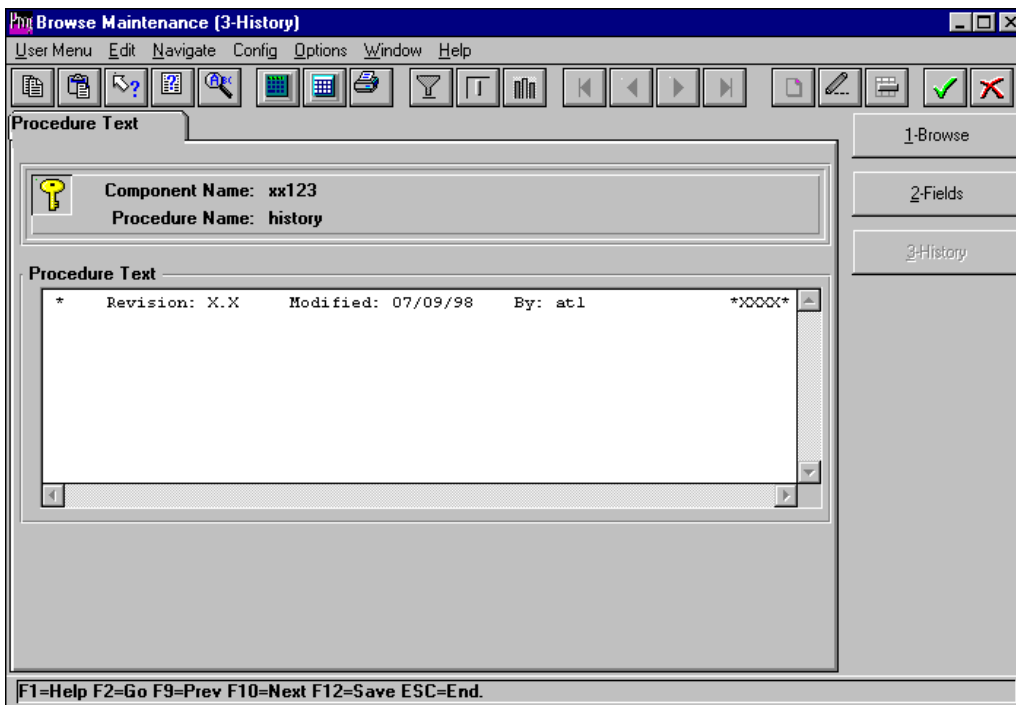 Browse Maintenance (3-History)
User Menu Edit Navigate Config Options Window Help
Procedure Text
1-Browse
2-Fields
3-History
Component Name: xx123
Procedure Name: history
Procedure Text
* Revision: X.X Modified: 07/09/98 By: atl *XXXX*
F1=Help F2=Go F9=Prev F10=Next F12=Save ESC=End.